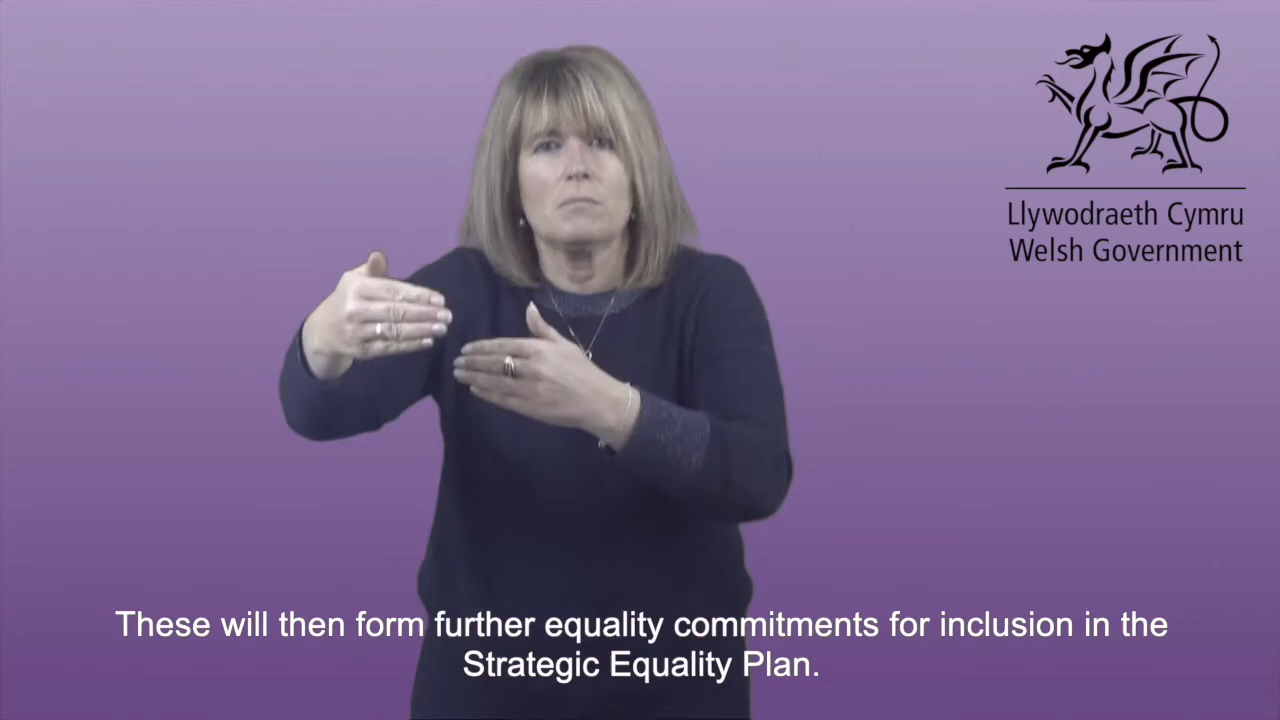 Llywodraeth Cymru
Welsh Government
These will then form further equality commitments for inclusion in the
Strategic Equality Plan.